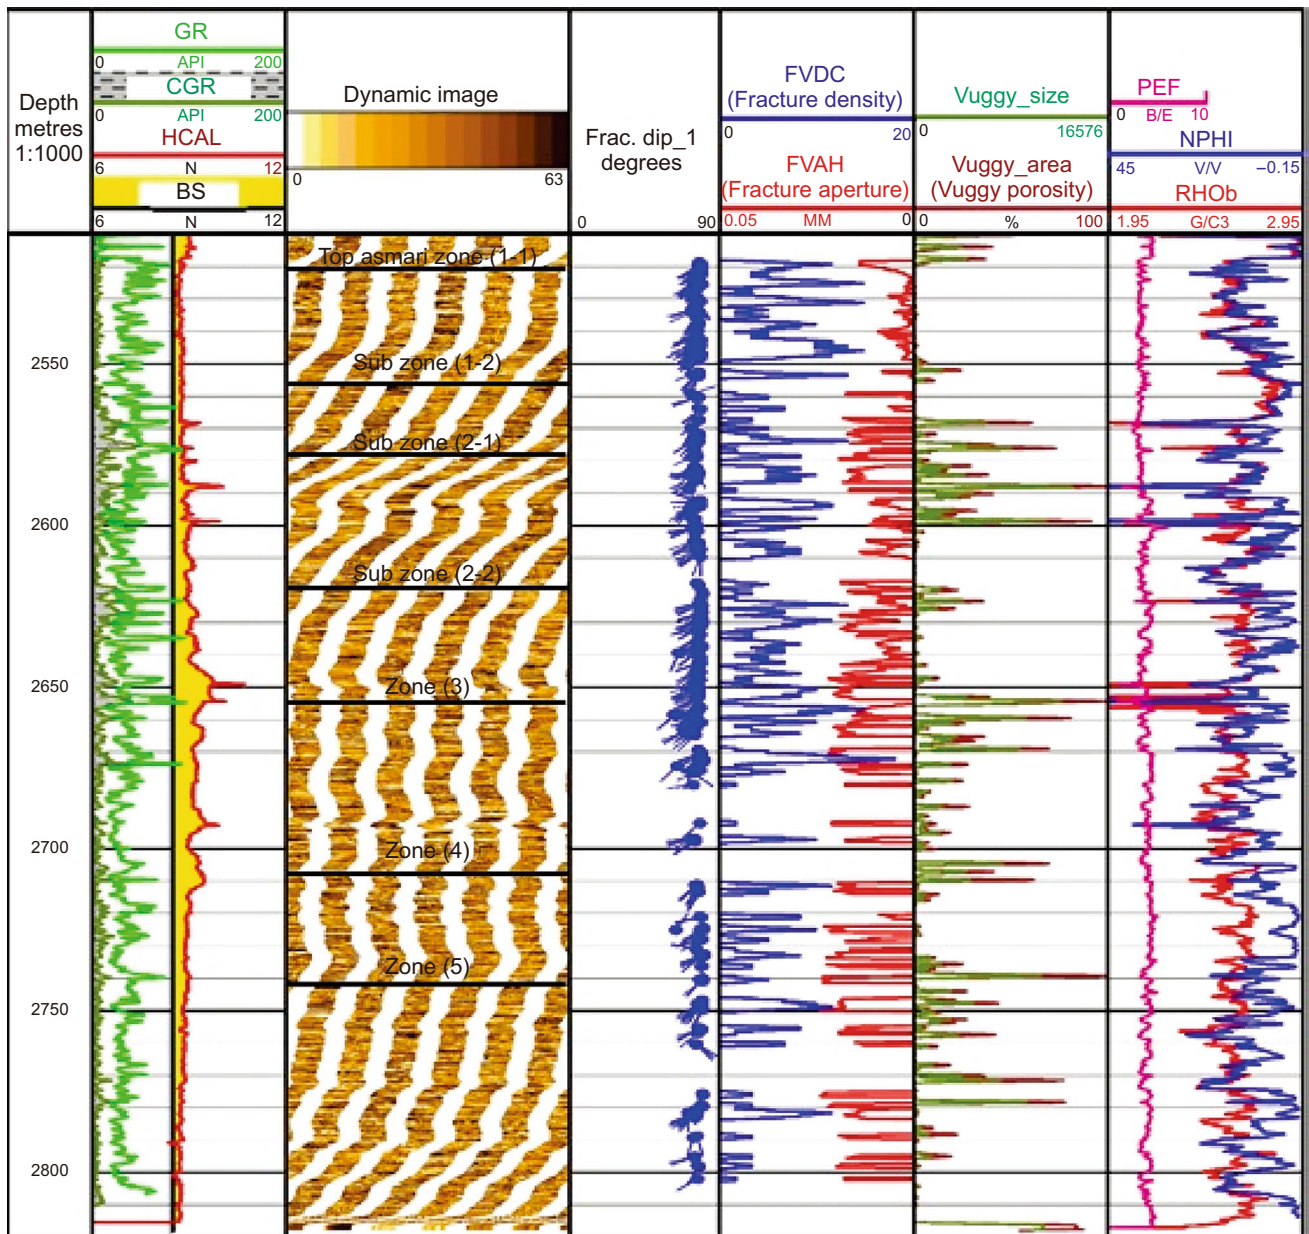 Depth
metres
1:1000
GR
0 API 200
CGR
0 API 200
HCAL
6 N 12
BS
6 N 12
Dynamic image
0 63
Frac. dip_1
degrees
0 90
FVDC
(Fracture density)
0 20
FVAH
(Fracture aperture)
0.05 MM 0
Vuggy_size
0 16576
Vuggy_area
(Vuggy porosity)
0 % 100
PEF
0 B/E 10
NPHI
45 V/V −0.15
RHOb
1.95 G/C3 2.95
Top asmari zone (1-1)
2550
Sub zone (1-2)
Sub zone (2-1)
2600
Sub zone (2-2)
2650
Zone (3)
2700
Zone (4)
Zone (5)
2750
2800